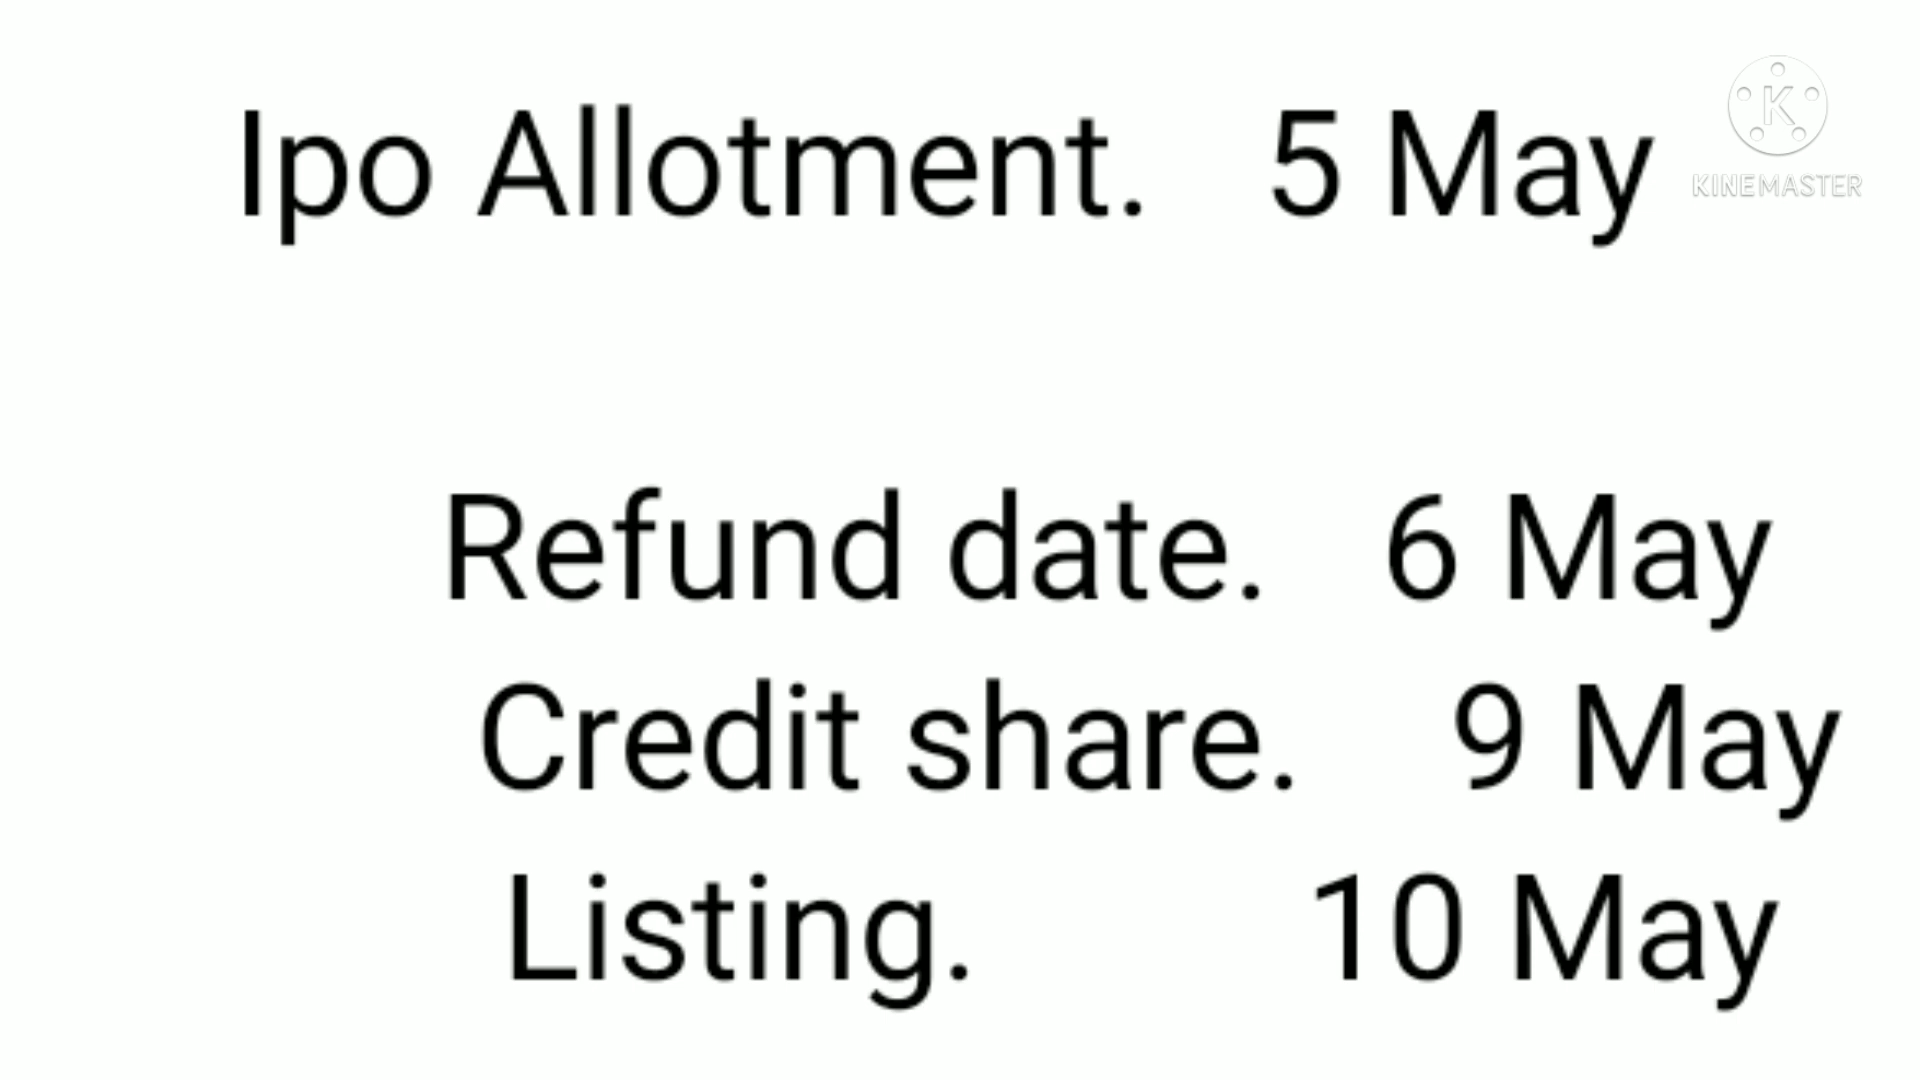 Ipo Allotment. 5 May
KINEMASTER
Refund date. 6 May
Credit share. 9 May
Listing. 10 May